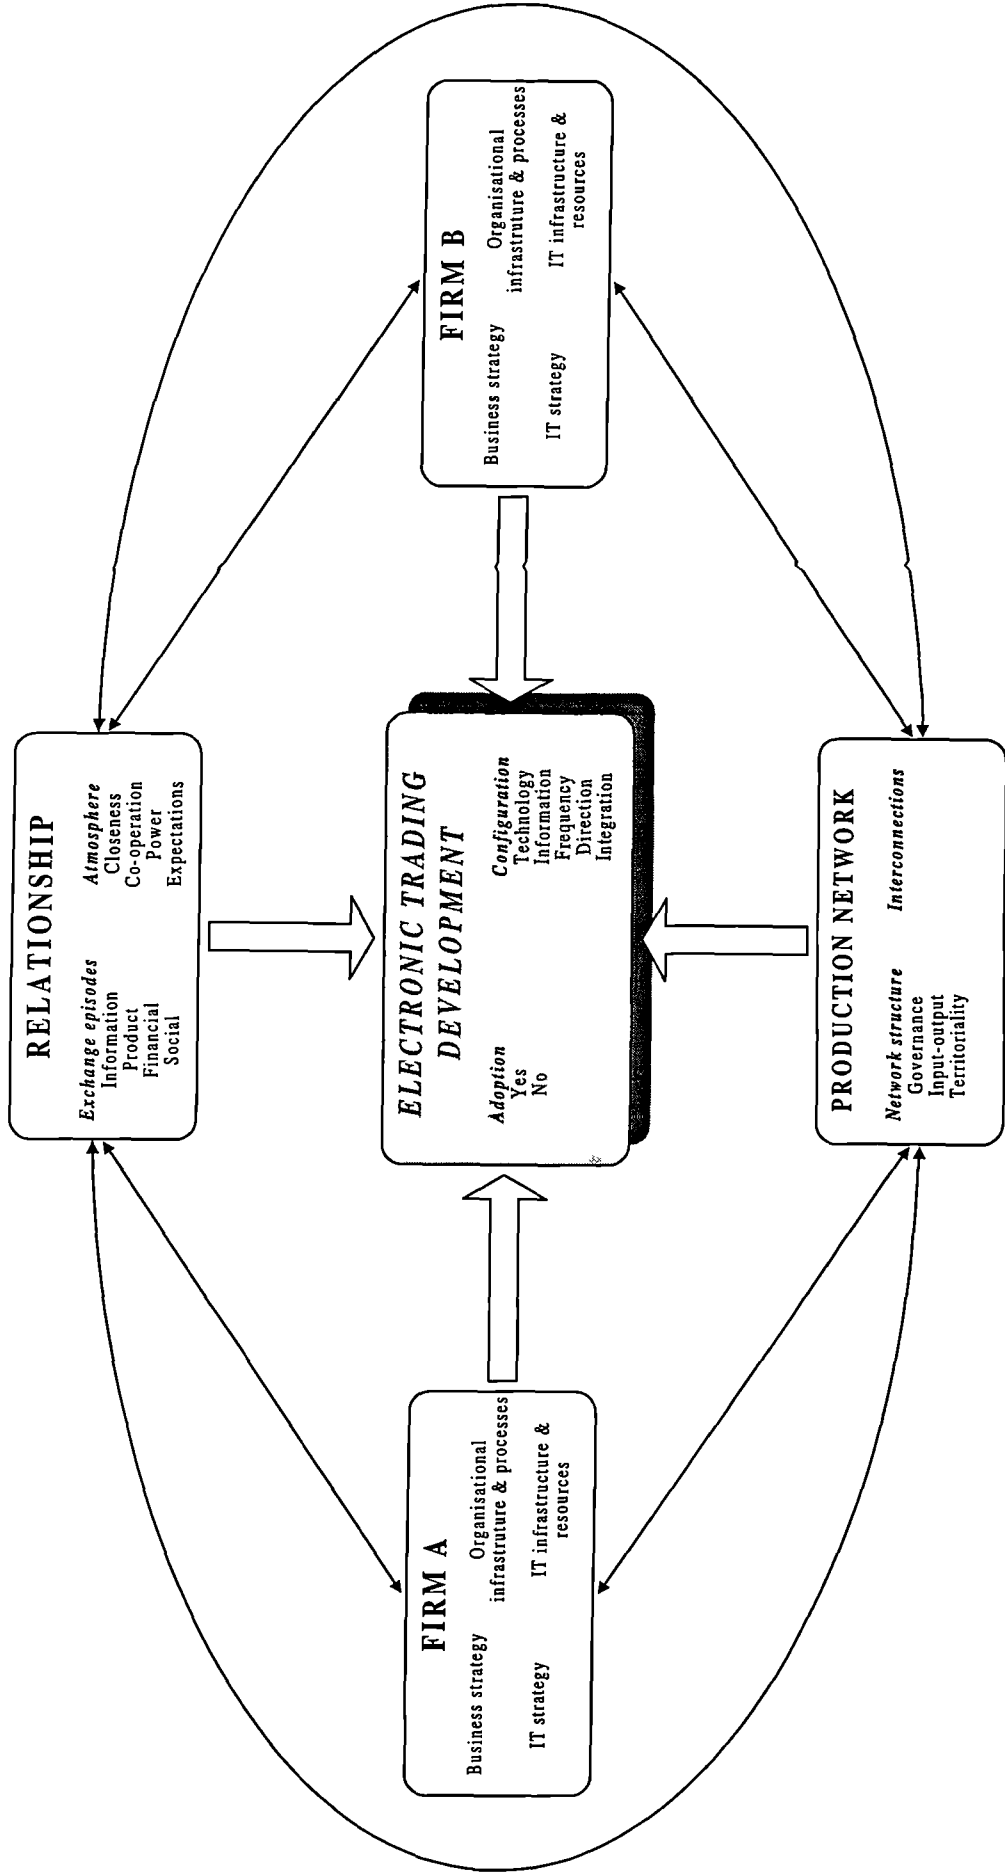 RELATIONSHIP
Exchange episodes
Information
Product
Financial
Social
Atmosphere
Closeness
Co-operation
Power
Expectations
FIRM A
Business strategy
Organisational
infrastruture & processes
IT strategy
IT infrastructure &
resources
ELECTRONIC TRADING
DEVELOPMENT
Adoption
Yes
No
Configuration
Technology
Information
Frequency
Direction
Integration
FIRM B
Business strategy
Organisational
infrastruture & processes
IT strategy
IT infrastructure &
resources
PRODUCTION NETWORK
Network structure
Governance
Input-output
Territoriality
Interconnections